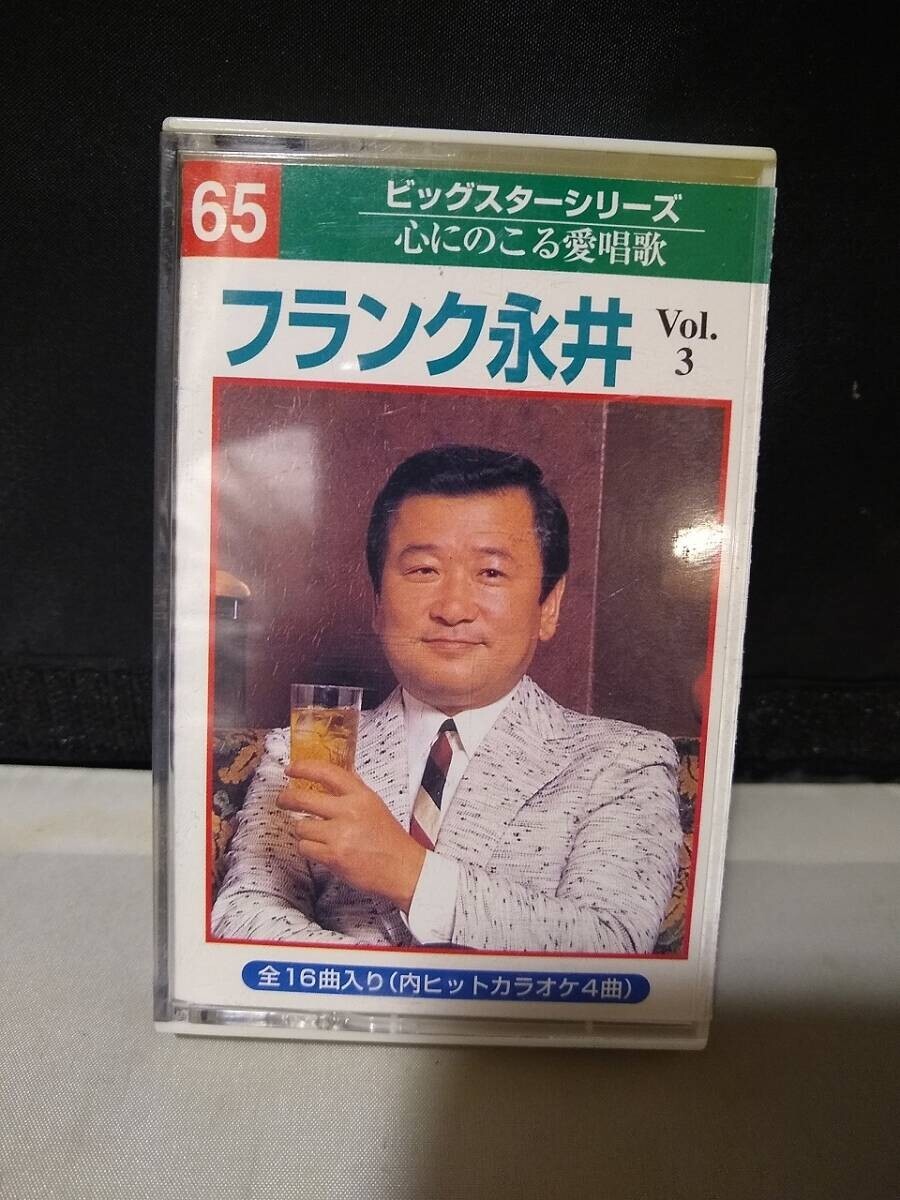 65
ビッグスターシリーズ
心にのこる愛唱歌
フランク永井
Vol.
3
全16曲入り(内ヒットカラオケ4曲)